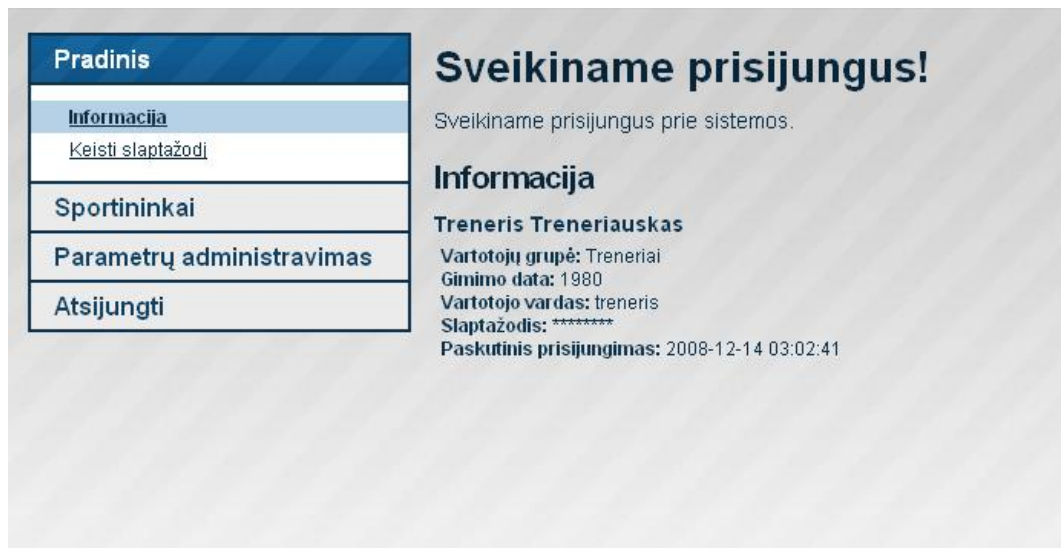 Pradinis
Informacija
Keisti slaptažodį
Sportininkai
Parametrų administravimas
Atsijungti
Sveikiname prisijungus!
Sveikiname prisijungus prie sistemos.
Informacija
Treneris Treneriauskas
Vartotojų grupė: Treneriai
Gimimo data: 1980
Vartotojo vardas: treneris
Slaptažodis: ********
Paskutinis prisijungimas: 2008-12-14 03:02:41